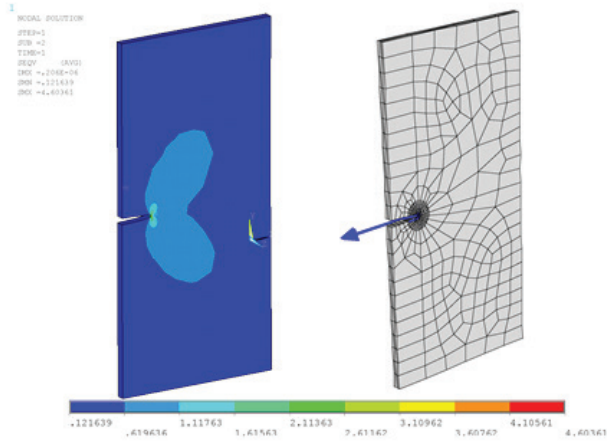 1
NODAL SOLUTION
STEP=1
SUB =2
TIME=1
SEQV (AVG)
DMX =.206E-06
SMN =.121639
SMX =4.60361
.121639 1.11763 2.11363 3.10962 4.10561
.619636 1.61563 2.61162 3.60762 4.60361